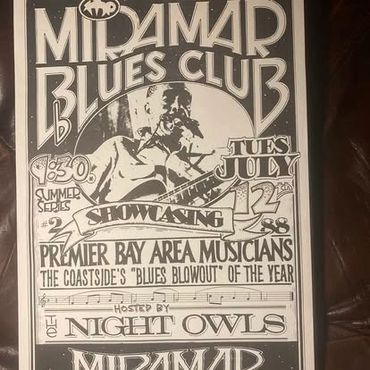 MIRAMAR
BLUES CLUB
9:30
SUMMER
SERIES
#2
TUES
JULY
12TH
88
SHOWCASING
PREMIER BAY AREA MUSICIANS
THE COASTSIDE'S "BLUES BLOWOUT" OF THE YEAR
HOSTED BY
THE NIGHT OWLS
MIRAMAR